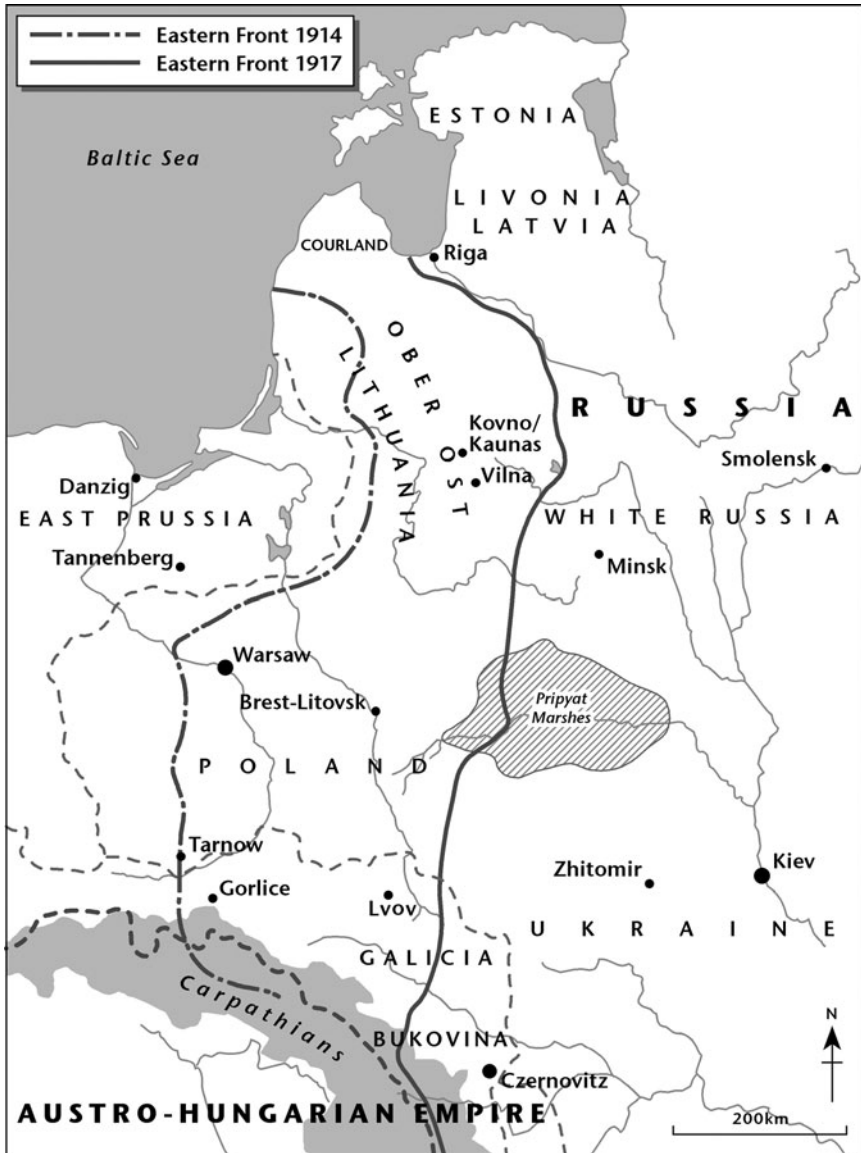 Eastern Front 1914
Eastern Front 1917
ESTONIA
Baltic Sea
LIVONIA
LATVIA
COURLAND
Riga
OBER OST
LITHUANIA
RUSSIA
Kovno/
Kaunas
Smolensk
Vilna
Danzig
EAST PRUSSIA
WHITE RUSSIA
Tannenberg
Minsk
Warsaw
Brest-Litovsk
Pripyat
Marshes
POLAND
Tarnow
Kiev
Zhitomir
Gorlice
Lvov
UKRAINE
GALICIA
Carpathians
N
BUKOVINA
Czernovitz
AUSTRO-HUNGARIAN EMPIRE
200km